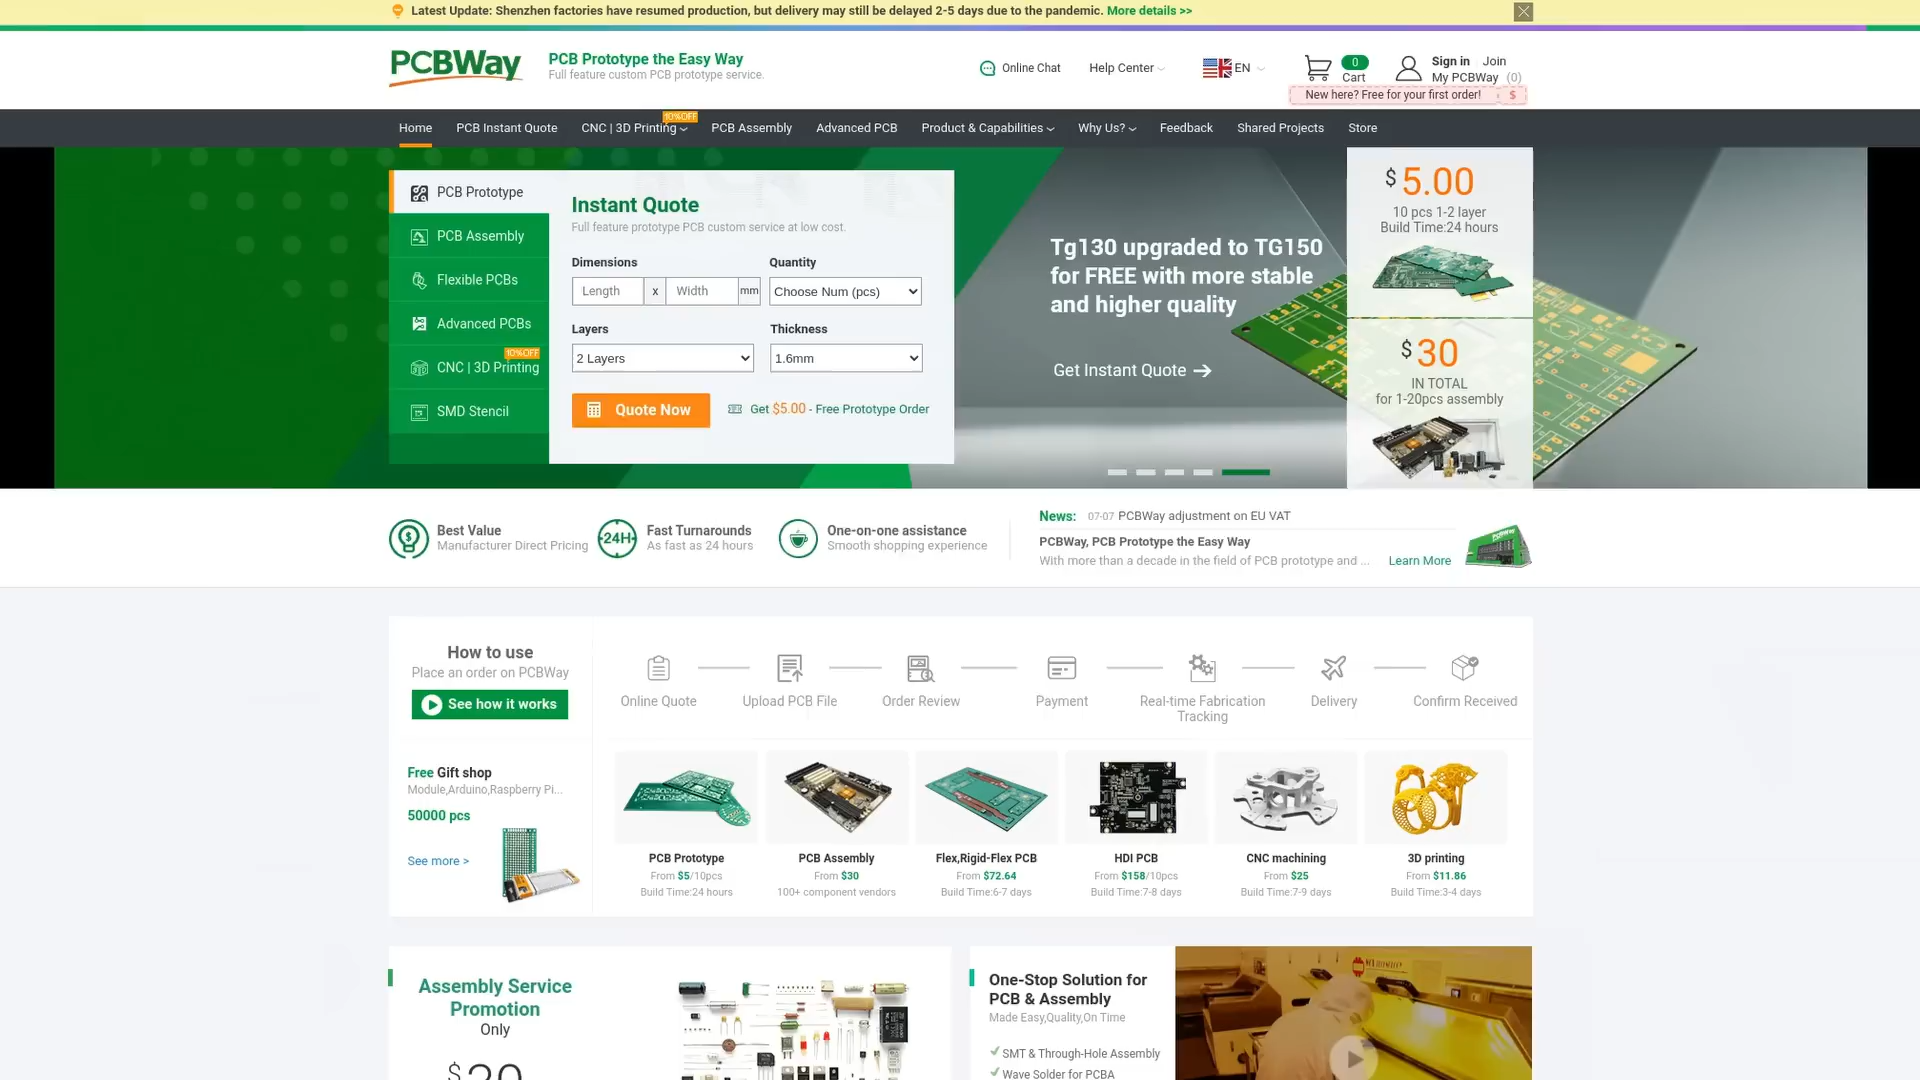 Latest Update: Shenzhen factories have resumed production, but delivery may still be delayed 2-5 days due to the pandemic. More details >>
PCBWay
PCB Prototype the Easy Way
Full feature custom PCB prototype service.
Online Chat
Help Center
EN
0
Cart
Sign in
Join
My PCBWay (0)
New here? Free for your first order!
$
10%OFF
Home
PCB Instant Quote
CNC | 3D Printing
PCB Assembly
Advanced PCB
Product & Capabilities
Why Us?
Feedback
Shared Projects
Store
PCB Prototype
PCB Assembly
Flexible PCBs
Advanced PCBs
10%OFF
CNC | 3D Printing
SMD Stencil
Instant Quote
Full feature prototype PCB custom service at low cost.
Dimensions
Quantity
Length
x
Width
mm
Choose Num (pcs)
Layers
Thickness
2 Layers
1.6mm
Quote Now
Get $5.00 - Free Prototype Order
Tg130 upgraded to TG150
for FREE with more stable
and higher quality
Get Instant Quote
$5.00
10 pcs 1-2 layer
Build Time:24 hours
$30
IN TOTAL
for 1-20pcs assembly
Best Value
Manufacturer Direct Pricing
24H
Fast Turnarounds
As fast as 24 hours
One-on-one assistance
Smooth shopping experience
News: 07-07 PCBWay adjustment on EU VAT
PCBWay, PCB Prototype the Easy Way
With more than a decade in the field of PCB prototype and ...
Learn More
PCBWay
How to use
Place an order on PCBWay
See how it works
Online Quote
Upload PCB File
Order Review
Payment
Real-time Fabrication
Tracking
Delivery
Confirm Received
Free Gift shop
Module,Arduino,Raspberry Pi...
50000 pcs
See more >
PCB Prototype
From $5/10pcs
Build Time:24 hours
PCB Assembly
From $30
100+ component vendors
Flex,Rigid-Flex PCB
From $72.64
Build Time:6-7 days
HDI PCB
From $158/10pcs
Build Time:7-8 days
CNC machining
From $25
Build Time:7-9 days
3D printing
From $11.86
Build Time:3-4 days
Assembly Service
Promotion
Only
$30
One-Stop Solution for
PCB & Assembly
Made Easy,Quality,On Time
SMT & Through-Hole Assembly
Wave Solder for PCBA